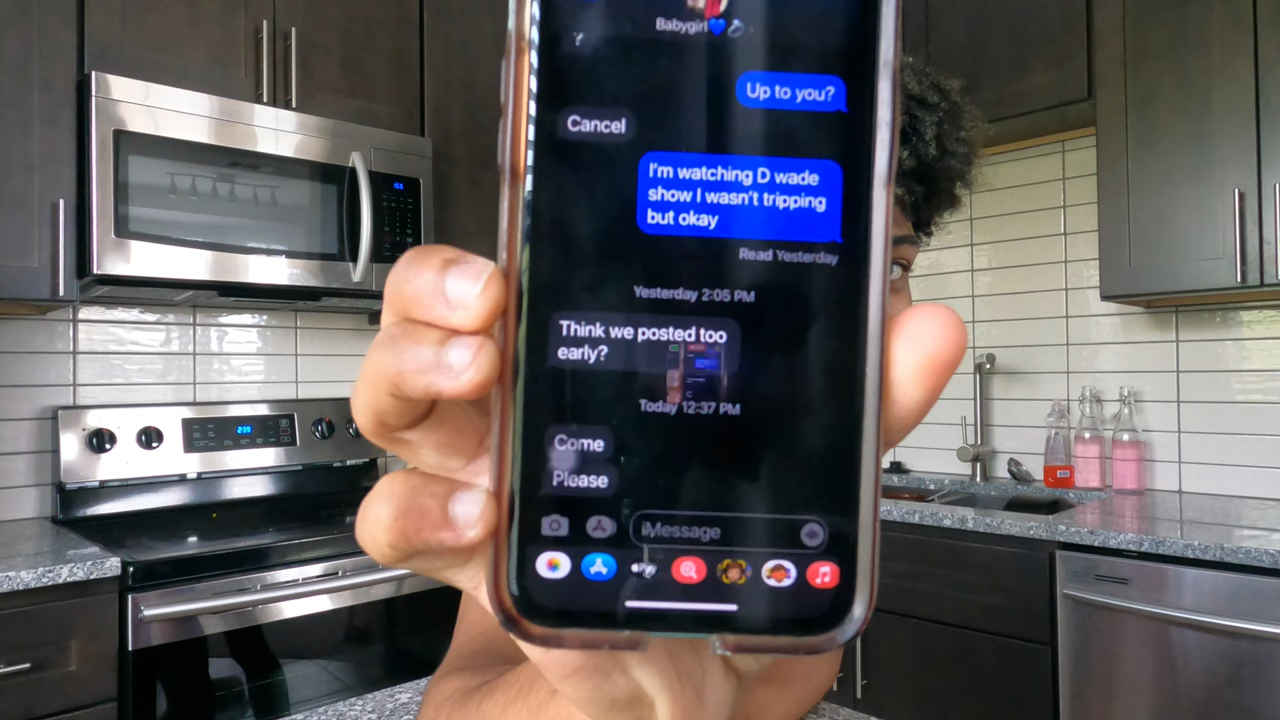 Babygirl💙💍
Up to you?
Cancel
I'm watching D wade
show I wasn't tripping
but okay
Read Yesterday
Yesterday 2:05 PM
Think we posted too
early?
Today 12:37 PM
Come
Please
iMessage